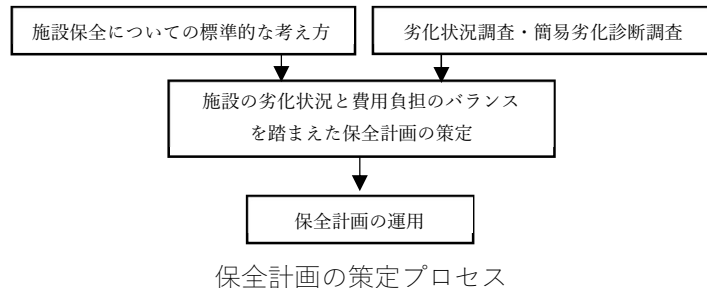 施設保全についての標準的な考え方
劣化状況調査・簡易劣化診断調査
施設の劣化状況と費用負担のバランス
を踏まえた保全計画の策定
保全計画の運用
保全計画の策定プロセス